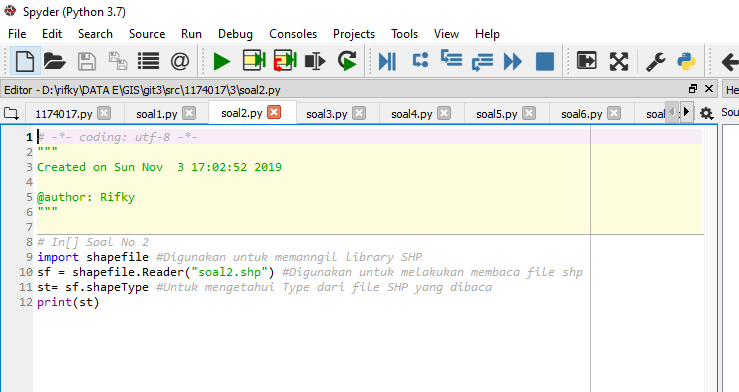 Spyder (Python 3.7)
File Edit Search Source Run Debug Consoles Projects Tools View Help
Editor - D:\rifky\DATA E\GIS\git3\src\1174017\3\soal2.py
He
1174017.py soal1.py soal2.py soal3.py soal4.py soal5.py soal6.py soal
Sou
1 # -*- coding: utf-8 -*-
2 """
3 Created on Sun Nov  3 17:02:52 2019
4
5 @author: Rifky
6 """
7
8 # In[] Soal No 2
9 import shapefile #Digunakan untuk memanngil library SHP
10 sf = shapefile.Reader("soal2.shp") #Digunakan untuk melakukan membaca file shp
11 st= sf.shapeType #Untuk mengetahui Type dari file SHP yang dibaca
12 print(st)